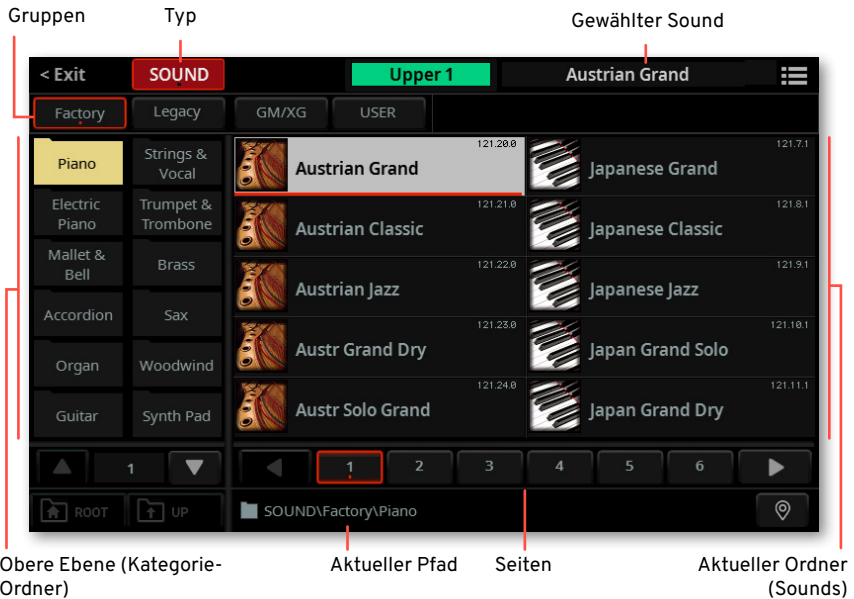 Gruppen Typ Gewählter Sound
< Exit SOUND Upper 1 Austrian Grand
Factory Legacy GM/XG USER
Piano Strings & Vocal
Electric Piano Trumpet & Trombone
Mallet & Bell Brass
Accordion Sax
Organ Woodwind
Guitar Synth Pad
Austrian Grand 121.20.0 Japanese Grand 121.7.1
Austrian Classic 121.21.0 Japanese Classic 121.8.1
Austrian Jazz 121.22.0 Japanese Jazz 121.9.1
Austr Grand Dry 121.23.0 Japan Grand Solo 121.10.1
Austr Solo Grand 121.24.0 Japan Grand Dry 121.11.1
1 1 2 3 4 5 6
ROOT UP SOUND\Factory\Piano
Obere Ebene (Kategorie-
Ordner)
Aktueller Pfad
Seiten
Aktueller Ordner
(Sounds)